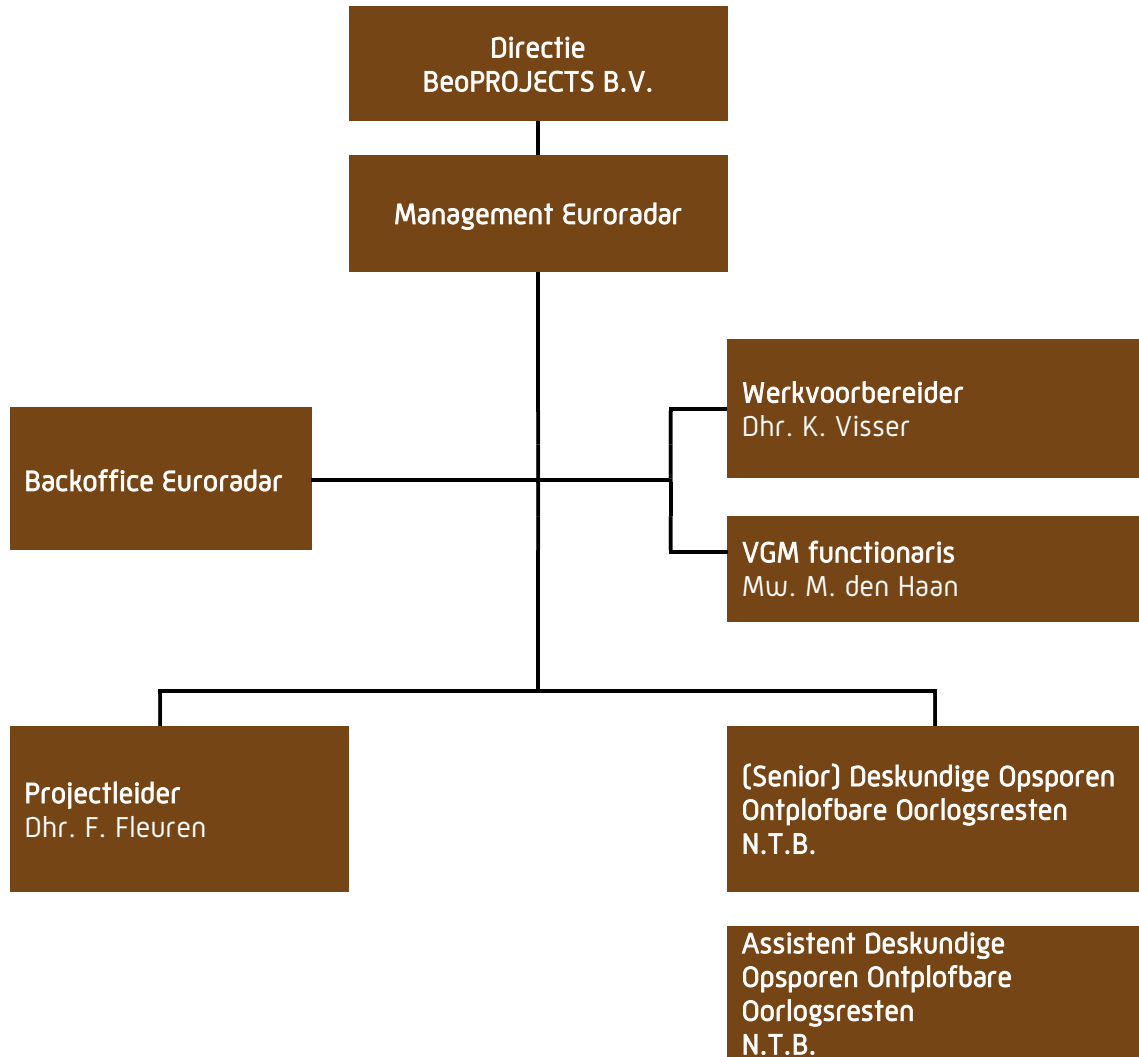 Directie
BeoPROJECTS B.V.
Management Euroradar
Werkvoorbereider
Dhr. K. Visser
Backoffice Euroradar
VGM functionaris
Mw. M. den Haan
Projectleider
Dhr. F. Fleuren
(Senior) Deskundige Opsporen
Ontplofbare Oorlogsresten
N.T.B.
Assistent Deskundige
Opsporen Ontplofbare
Oorlogsresten
N.T.B.